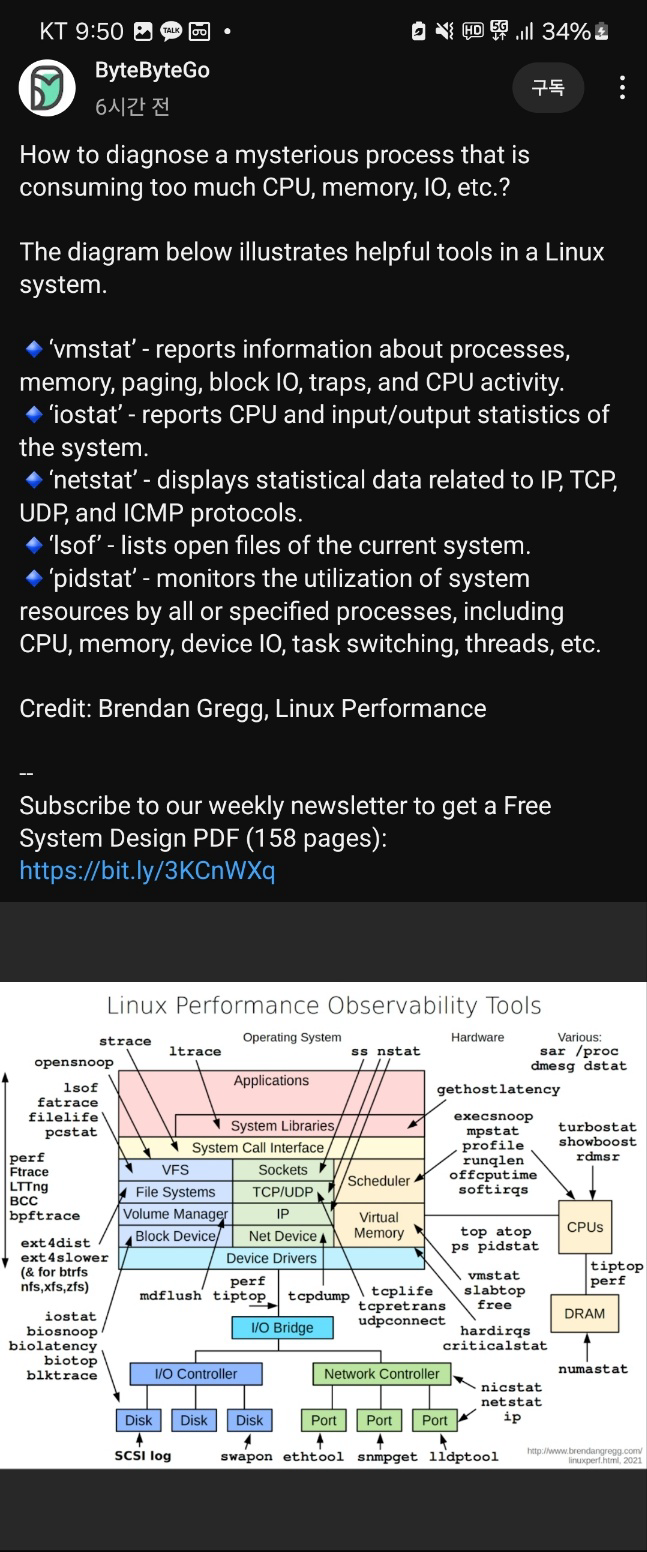 KT 9:50
TALK
HD 5G 34%
ByteByteGo
6시간 전
구독
How to diagnose a mysterious process that is
consuming too much CPU, memory, IO, etc.?
The diagram below illustrates helpful tools in a Linux
system.
‘vmstat’ - reports information about processes,
memory, paging, block IO, traps, and CPU activity.
‘iostat’ - reports CPU and input/output statistics of
the system.
‘netstat’ - displays statistical data related to IP, TCP,
UDP, and ICMP protocols.
‘lsof’ - lists open files of the current system.
‘pidstat’ - monitors the utilization of system
resources by all or specified processes, including
CPU, memory, device IO, task switching, threads, etc.
Credit: Brendan Gregg, Linux Performance
--
Subscribe to our weekly newsletter to get a Free
System Design PDF (158 pages):
https://bit.ly/3KCnWXq
Linux Performance Observability Tools
Operating System
Hardware
Various:
sar /proc
dmesg dstat
strace
ltrace
ss nstat
opensnoop
lsof
fatrace
filelife
pcstat
perf
Ftrace
LTTng
BCC
bpftrace
ext4dist
ext4slower
(& for btrfs
nfs,xfs,zfs)
iostat
biosnoop
biolatency
biotop
blktrace
Applications
System Libraries
System Call Interface
VFS
Sockets
Scheduler
File Systems
TCP/UDP
Volume Manager
IP
Virtual
Memory
Block Device
Net Device
Device Drivers
gethostlatency
execsnoop
mpstat
profile
runqlen
offcputime
softirqs
turbostat
showboost
rdmsr
CPUs
top atop
ps pidstat
tiptop
perf
vmstat
slabtop
free
DRAM
hardirqs
criticalstat
numastat
mdflush
perf
tiptop
tcpdump
tcplife
tcpretrans
udpconnect
I/O Bridge
I/O Controller
Network Controller
nicstat
netstat
ip
Disk
Disk
Disk
Port
Port
Port
SCSI log
swapon
ethtool
snmpget
lldptool
http://www.brendangregg.com/
linuxperf.html, 2021